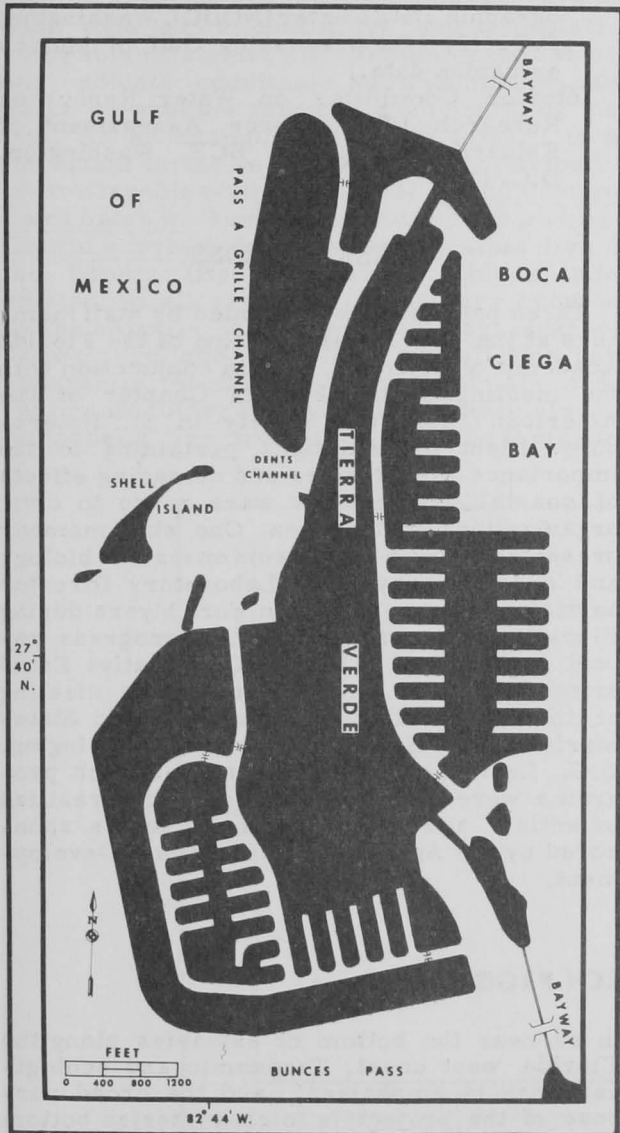 BAYWAY
GULF
OF
MEXICO
PASS A GRILLE CHANNEL
BOCA
CIEGA
BAY
DENTS
CHANNEL
TIERRA
SHELL
ISLAND
27°
40'
N.
VERDE
N
BAYWAY
FEET
0 400 800 1200
BUNCES PASS
82°44'W.